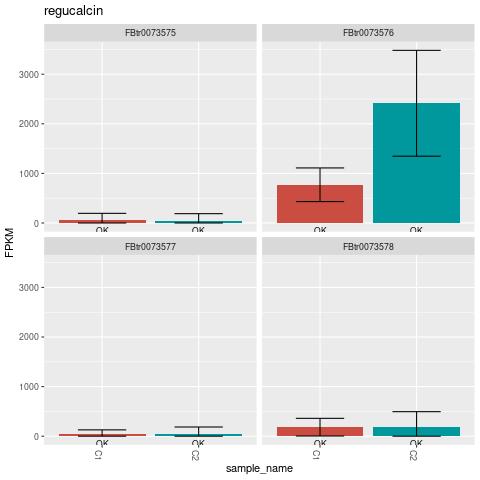 regucalcin
FBtr0073575
FBtr0073576
3000
2000
1000
0
OK
OK
OK
OK
FBtr0073577
FBtr0073578
3000
2000
1000
0
OK
OK
OK
OK
C1
C2
C1
C2
FPKM
sample_name